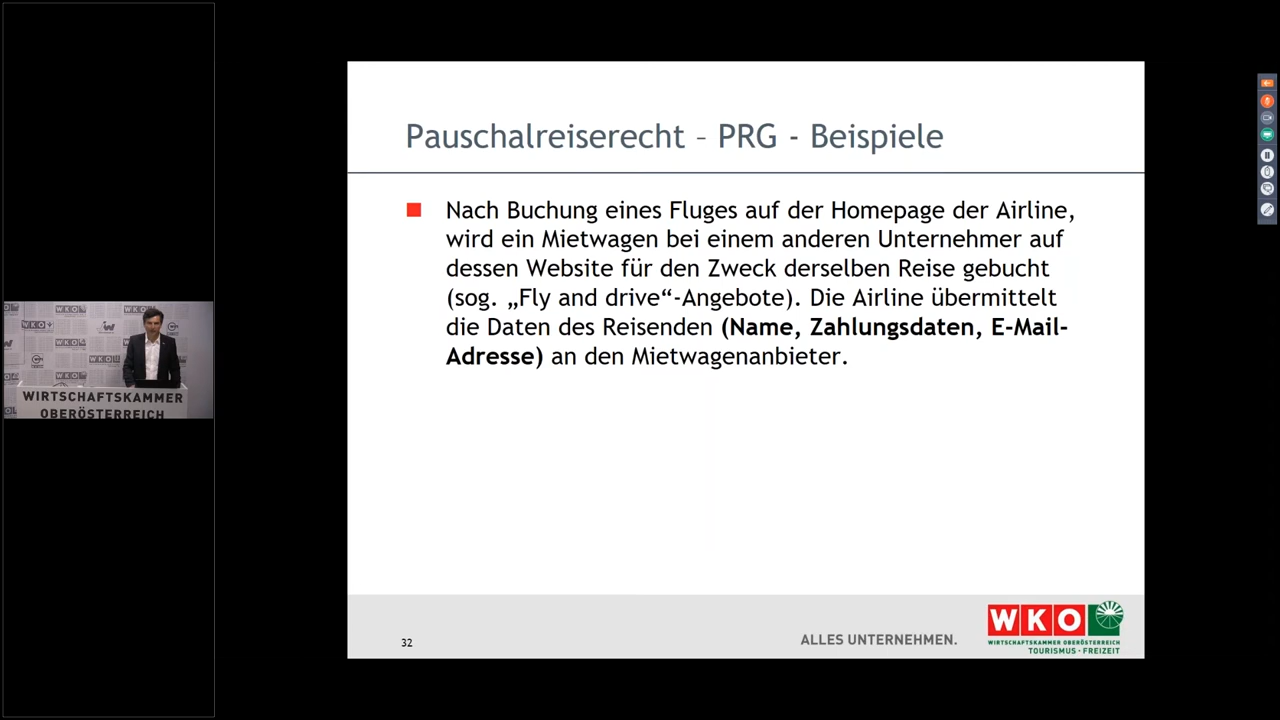 Pauschalreiserecht – PRG - Beispiele
Nach Buchung eines Fluges auf der Homepage der Airline,
wird ein Mietwagen bei einem anderen Unternehmer auf
dessen Website für den Zweck derselben Reise gebucht
(sog. „Fly and drive“-Angebote). Die Airline übermittelt
die Daten des Reisenden (Name, Zahlungsdaten, E-Mail-
Adresse) an den Mietwagenanbieter.
WIRTSCHAFTSKAMMER
OBERÖSTERREICH
32
ALLES UNTERNEHMEN.
WKO
WIRTSCHAFTSKAMMER OBERÖSTERREICH
TOURISMUS · FREIZEIT